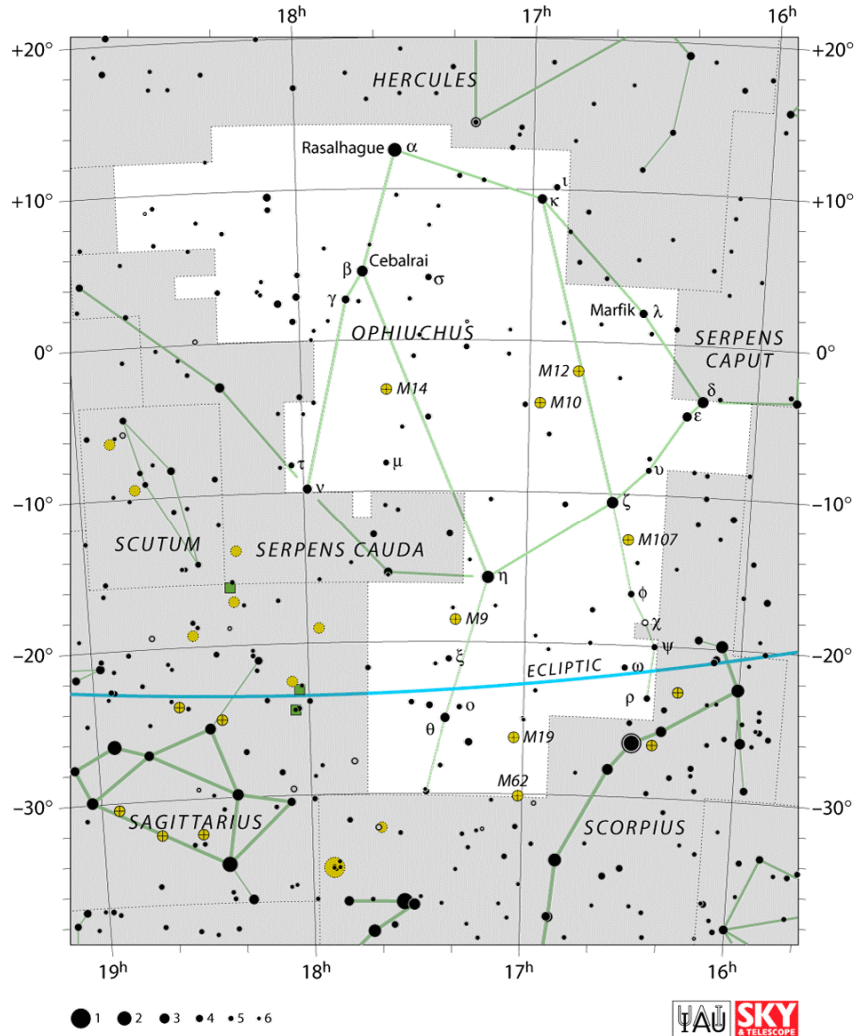 18h 17h 16h
+20° +20°
HERCULES
Rasalhague α
+10° ι +10°
κ
β Cebalrai
σ
γ
Marfik λ
OPHIUCHUS
SERPENS
CAPUT
0° 0°
M12
M14 M10
δ
ε
τ μ υ
ν
−10° ζ −10°
SCUTUM SERPENS CAUDA
M107
η
φ
M9 χ
ψ
−20° ξ ECLIPTIC ω −20°
ρ
ο
θ
M19
M62
−30° −30°
SAGITTARIUS SCORPIUS
19h 18h 17h 16h
1 2 3 4 5 6
IAU SKY
& TELESCOPE